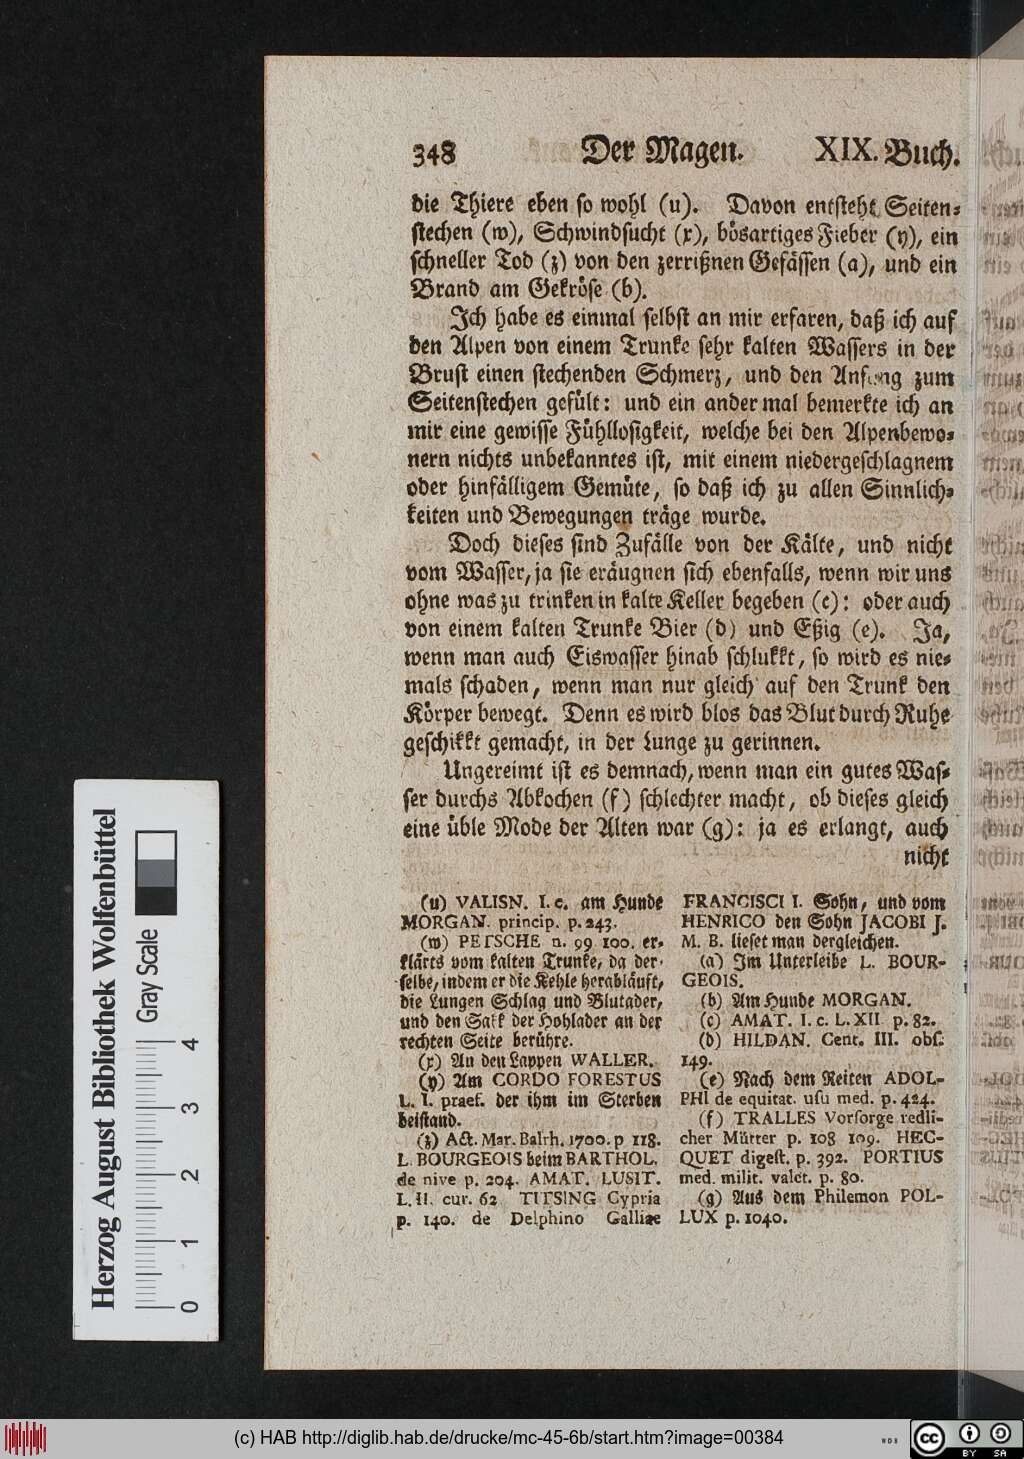 348 Der Magen. XIX. Buch.
die Thiere eben so wohl (u). Davon entsteht Seiten-
stechen (w), Schwindsucht (x), bösartiges Fieber (y), ein
schneller Tod (z) von den zerrißnen Gefässen (a), und ein
Brand am Gekröse (b).
Ich habe es einmal selbst an mir erfaren, daß ich auf
den Alpen von einem Trunke sehr kalten Wassers in der
Brust einen stechenden Schmerz, und den Anfang zum
Seitenstechen gefült: und ein ander mal bemerkte ich an
mir eine gewisse Fühllosigkeit, welche bei den Alpenbewo-
nern nichts unbekanntes ist, mit einem niedergeschlagnem
oder hinfälligem Gemüte, so daß ich zu allen Sinnlich-
keiten und Bewegungen träge wurde.
Doch dieses sind Zufälle von der Kälte, und nicht
vom Wasser, ja sie eräugnen sich ebenfalls, wenn wir uns
ohne was zu trinken in kalte Keller begeben (c): oder auch
von einem kalten Trunke Bier (d) und Eßig (e). Ja,
wenn man auch Eiswasser hinab schlukkt, so wird es nie-
mals schaden, wenn man nur gleich auf den Trunk den
Körper bewegt. Denn es wird blos das Blut durch Ruhe
geschikkt gemacht, in der Lunge zu gerinnen.
Ungereimt ist es demnach, wenn man ein gutes Was-
ser durchs Abkochen (f) schlechter macht, ob dieses gleich
eine üble Mode der Alten war (g): ja es erlangt, auch
nicht
(u) VALISN. I. c. am Hunde
MORGAN. princip. p. 243.
(w) PETSCHE n. 99 100. er-
klärts vom kalten Trunke, da der-
selbe, indem er die Kehle herabläuft,
die Lungen Schlag und Blutader,
und den Sakk der Hohlader an der
rechten Seite berühre.
(x) An den Lappen WALLER.
(y) Am CORDO FORESTUS
L. I. praef. der ihm im Sterben
beistand.
(z) Act. Mar. Balth. 1700. p 118.
L. BOURGEOIS beim BARTHOL.
de nive p. 204. AMAT. LUSIT.
L. II. cur. 62 TITSING Cypria
p. 140. de Delphino Galliae
FRANCISCI I. Sohn, und vom
HENRICO den Sohn JACOBI J.
M. B. lieset man dergleichen.
(a) Im Unterleibe L. BOUR-
GEOIS.
(b) Am Hunde MORGAN.
(c) AMAT. I. c. L. XII p. 82.
(d) HILDAN. Cent. III. obs.
149.
(e) Nach dem Reiten ADOL-
PHI de equitat. usu med. p. 424.
(f) TRALLES Vorsorge redli-
cher Mütter p. 108 109. HEC-
QUET digest. p. 392. PORTIUS
med. milit. valet. p. 80.
(g) Aus dem Philemon POL-
LUX p. 1040.
Herzog August Bibliothek Wolfenbüttel
Gray Scale
0 1 2 3 4
(c) HAB http://diglib.hab.de/drucke/mc-45-6b/start.htm?image=00384
WDB
cc BY SA